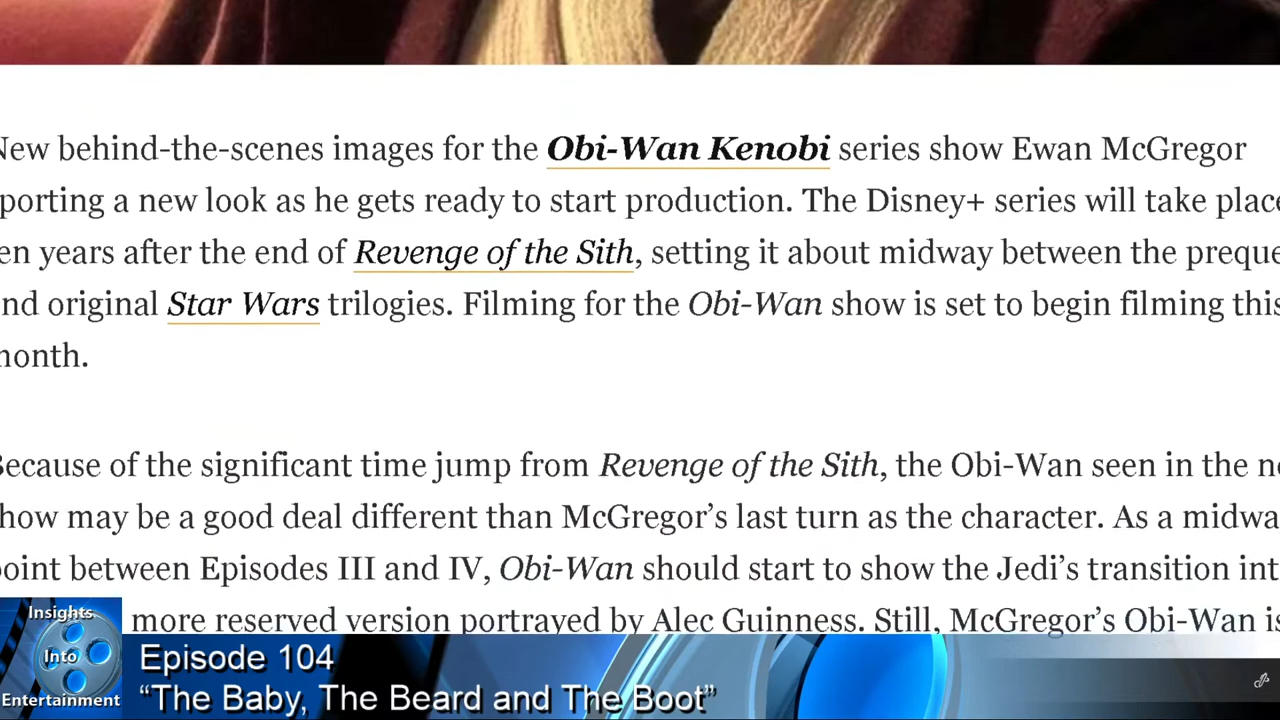 New behind-the-scenes images for the Obi-Wan Kenobi series show Ewan McGregor
porting a new look as he gets ready to start production. The Disney+ series will take place
en years after the end of Revenge of the Sith, setting it about midway between the preque
nd original Star Wars trilogies. Filming for the Obi-Wan show is set to begin filming this
month.
Because of the significant time jump from Revenge of the Sith, the Obi-Wan seen in the ne
how may be a good deal different than McGregor's last turn as the character. As a midwa
point between Episodes III and IV, Obi-Wan should start to show the Jedi's transition int
more reserved version portrayed by Alec Guinness. Still, McGregor's Obi-Wan is
Insights
Into
Entertainment
Episode 104
“The Baby, The Beard and The Boot”